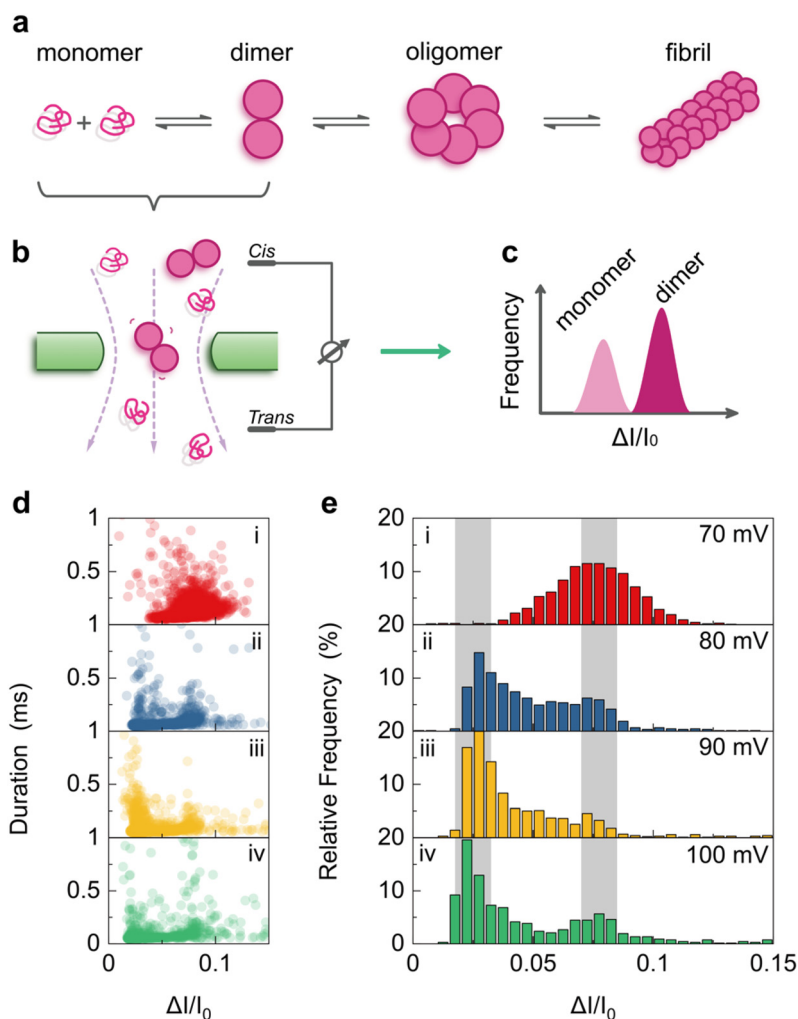 a
monomer dimer oligomer fibril
+
b
Cis
Trans
c
monomer
dimer
Frequency
ΔI/I₀
d
1
0.5
1
0.5
1
0.5
1
0.5
0
i
ii
iii
iv
Duration (ms)
0 0.1
ΔI/I₀
e
20
10
20
10
20
10
20
10
0
i 70 mV
ii 80 mV
iii 90 mV
iv 100 mV
Relative Frequency (%)
0 0.05 0.1 0.15
ΔI/I₀